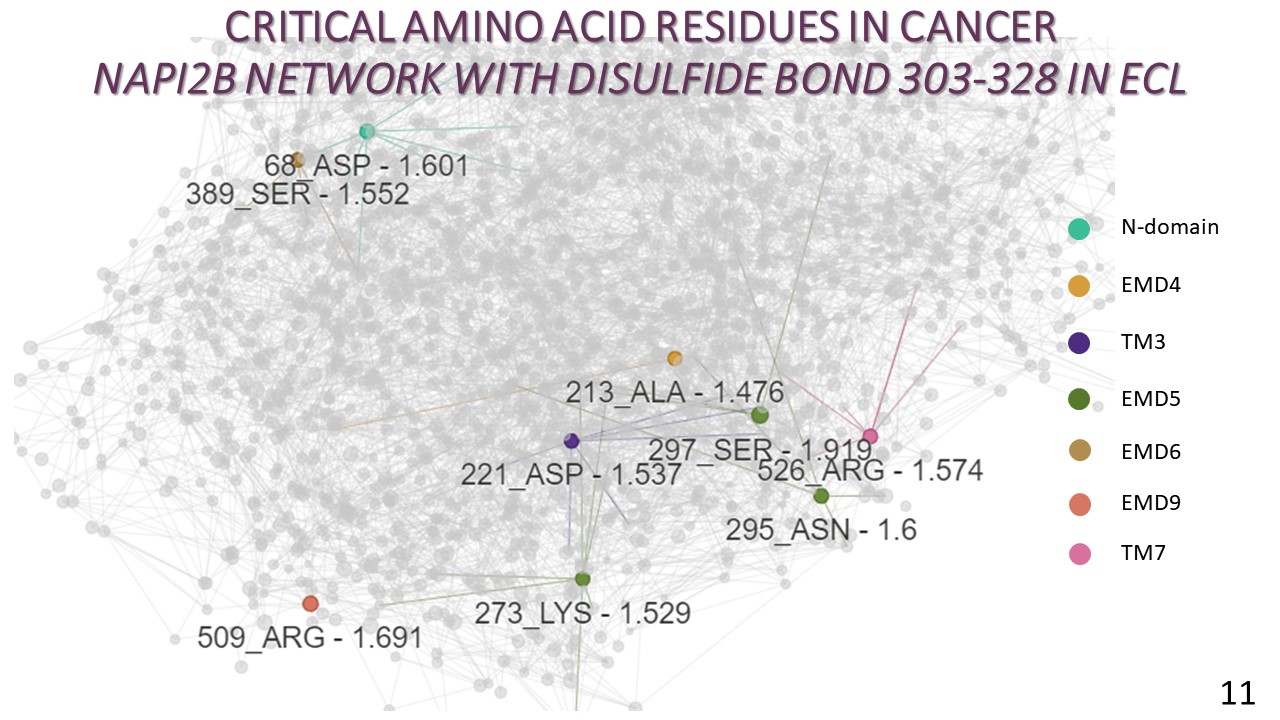 CRITICAL AMINO ACID RESIDUES IN CANCER
NAPI2B NETWORK WITH DISULFIDE BOND 303-328 IN ECL
68_ASP - 1.601
389_SER - 1.552
213_ALA - 1.476
297_SER - 1.919
221_ASP - 1.537
526_ARG - 1.574
295_ASN - 1.6
273_LYS - 1.529
509_ARG - 1.691
N-domain
EMD4
TM3
EMD5
EMD6
EMD9
TM7
11